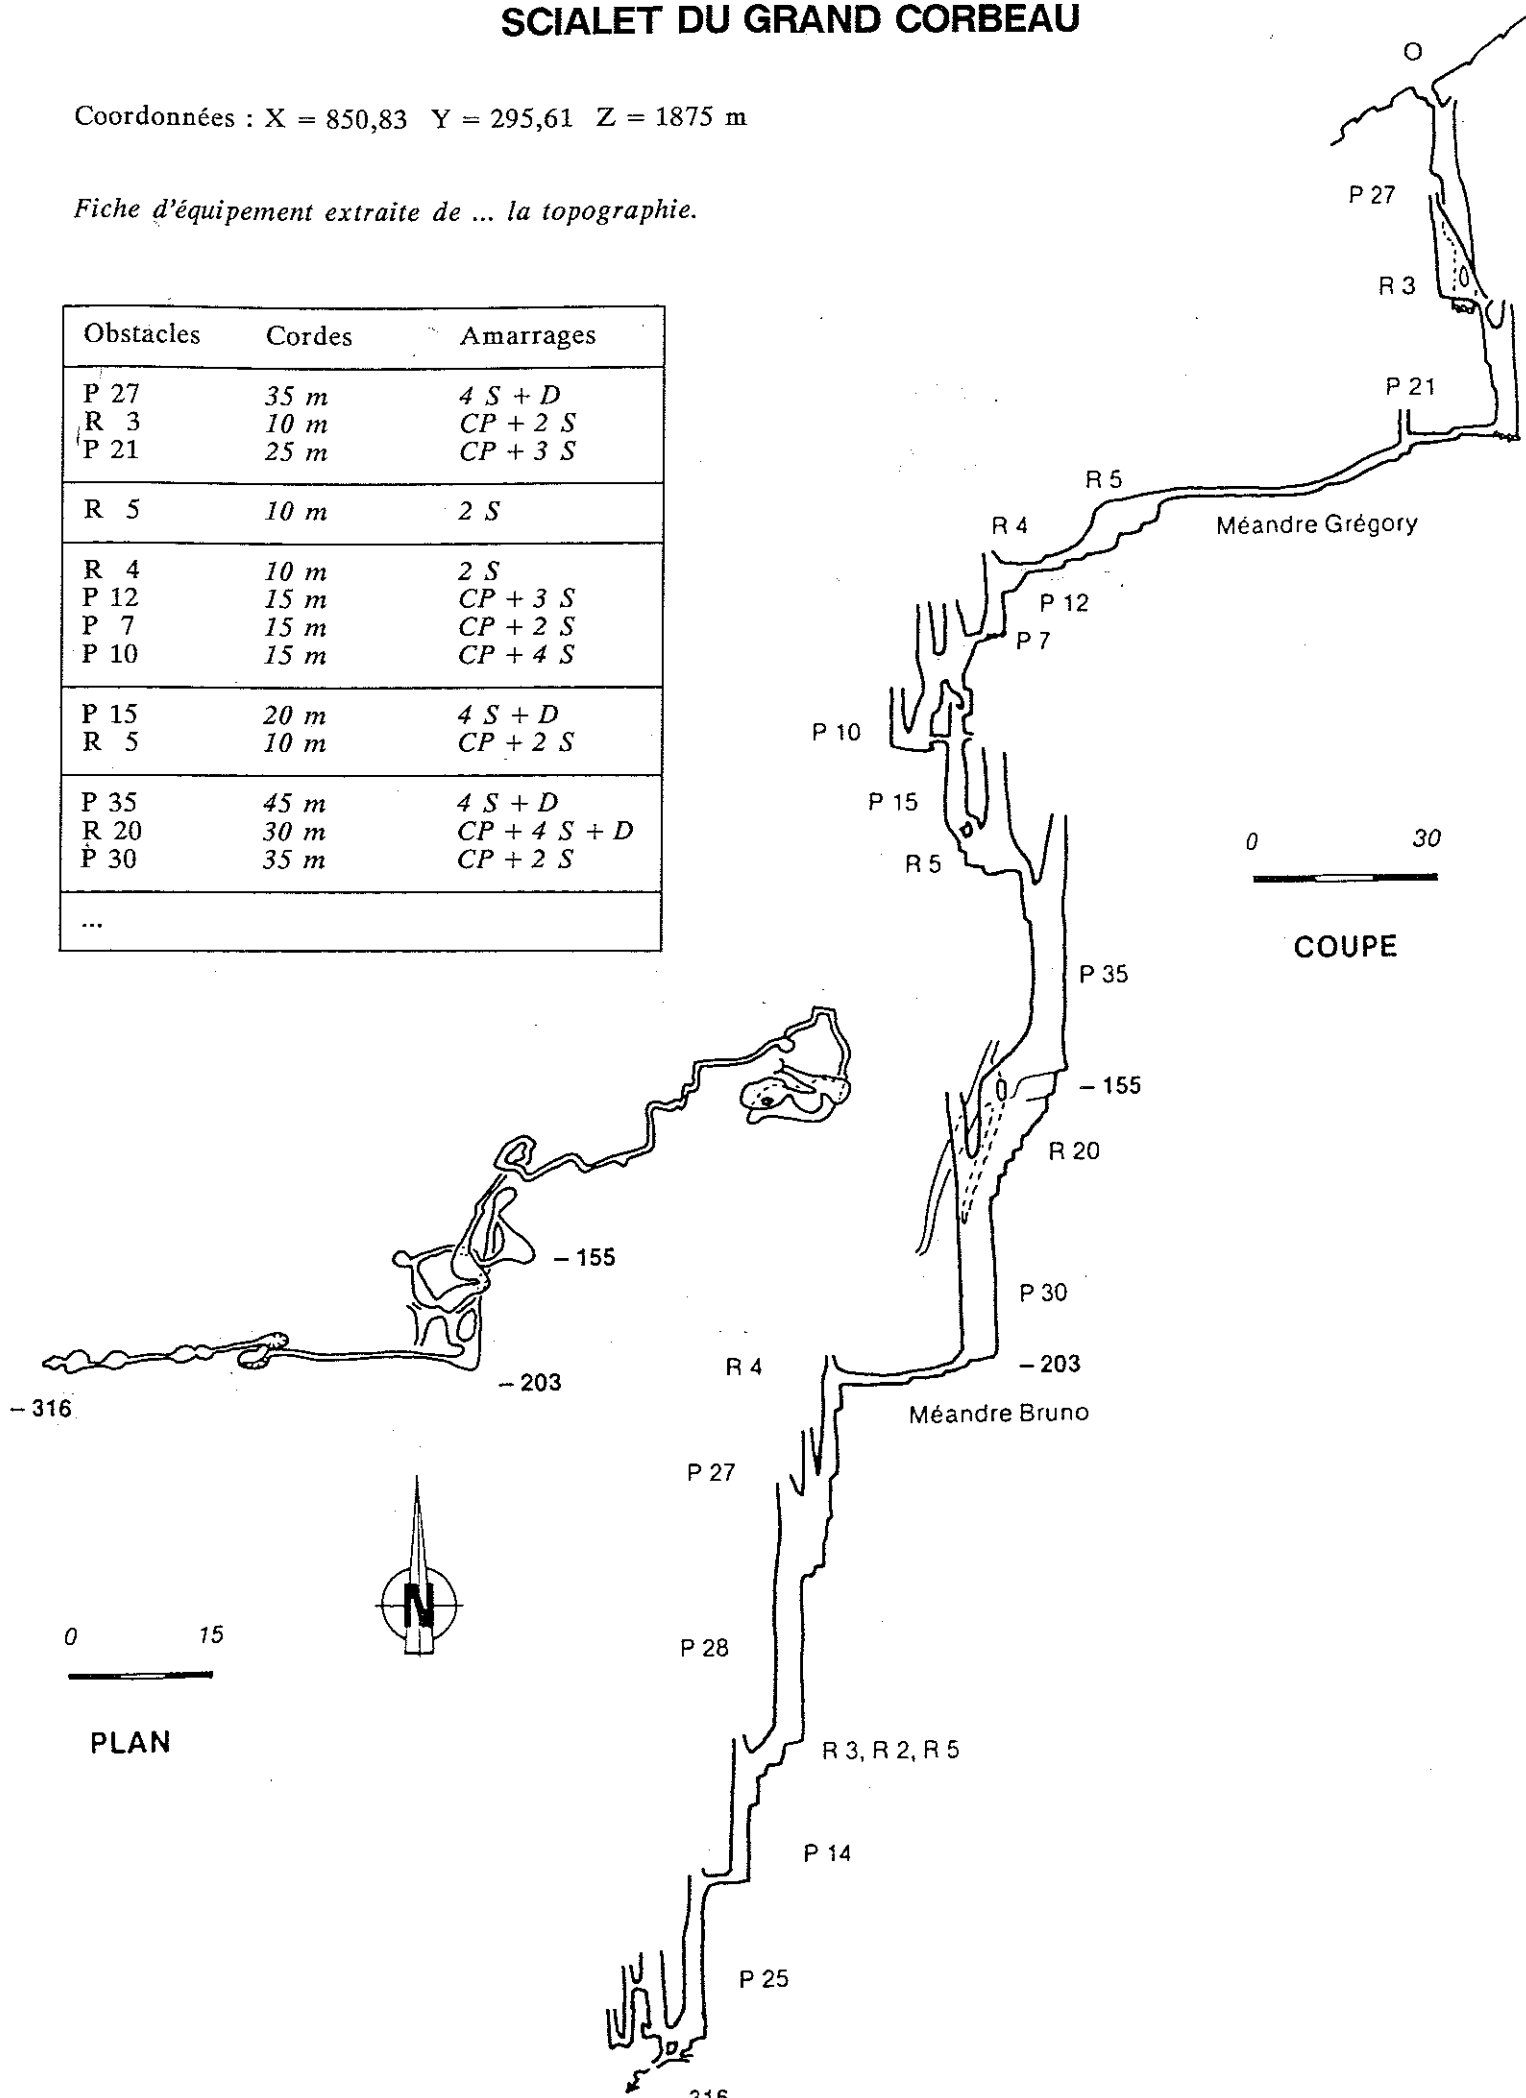 SCIALET DU GRAND CORBEAU
Coordonnées : X = 850,83 Y = 295,61 Z = 1875 m
Fiche d'équipement extraite de ... la topographie.
Obstacles Cordes Amarrages
P 27 35 m 4 S + D
R 3 10 m CP + 2 S
P 21 25 m CP + 3 S
R 5 10 m 2 S
R 4 10 m 2 S
P 12 15 m CP + 3 S
P 7 15 m CP + 2 S
P 10 15 m CP + 4 S
P 15 20 m 4 S + D
R 5 10 m CP + 2 S
P 35 45 m 4 S + D
R 20 30 m CP + 4 S + D
P 30 35 m CP + 2 S
...
O
P 27
R 3
P 21
R 5
Méandre Grégory
R 4
P 12
P 7
P 10
P 15
R 5
0 30
COUPE
P 35
– 155
R 20
P 30
– 203
R 4
Méandre Bruno
P 27
P 28
R 3, R 2, R 5
P 14
P 25
316
– 155
– 203
– 316
N
0 15
PLAN